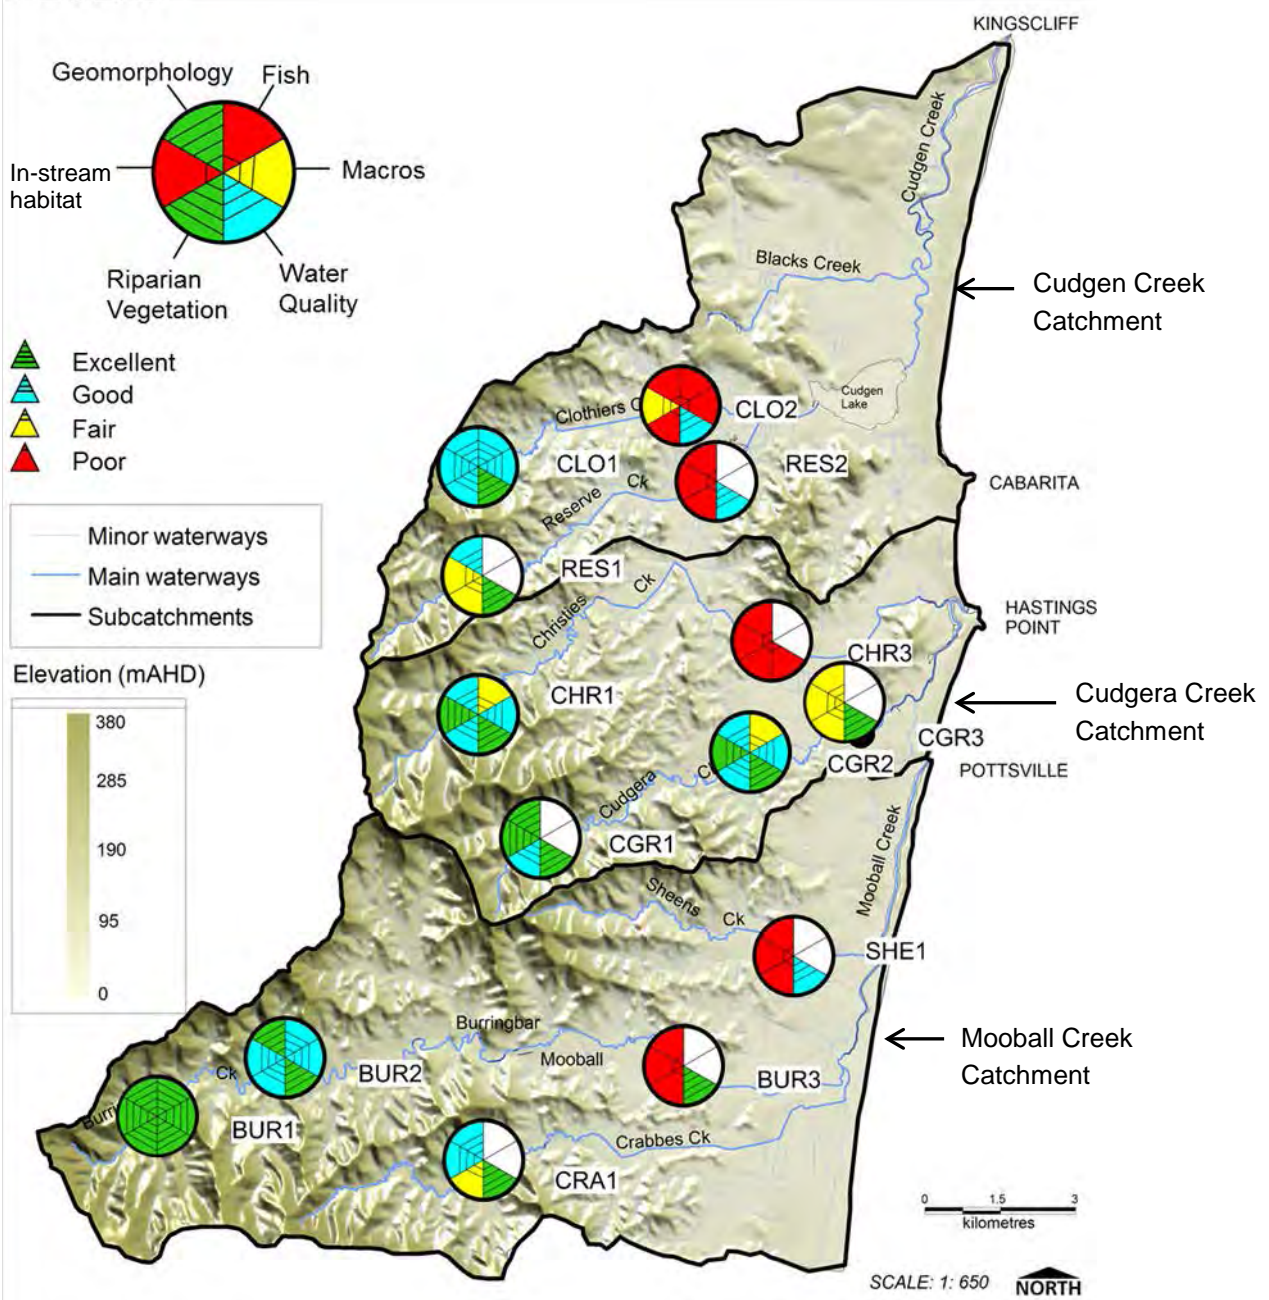 KINGSCLIFF
Geomorphology
Fish
In-stream
habitat
Macros
Riparian
Vegetation
Water
Quality
Excellent
Good
Fair
Poor
Minor waterways
Main waterways
Subcatchments
Elevation (mAHD)
380
285
190
95
0
Cudgen Creek
Blacks Creek
Cudgen Creek
Catchment
Cudgen
Lake
Clothiers
CLO2
CLO1
RES2
Reserve
Ck
CABARITA
RES1
Christies
Ck
HASTINGS
POINT
CHR3
CHR1
Cudgera Creek
Catchment
CGR3
CGR2
POTTSVILLE
Cudgera
CGR1
Mooball Creek
Sheens
Ck
SHE1
Burringbar
Mooball
Mooball Creek
Catchment
BUR3
BUR2
Ck
BUR1
Crabbes Ck
CRA1
0 1.5 3
kilometres
SCALE: 1: 650
NORTH